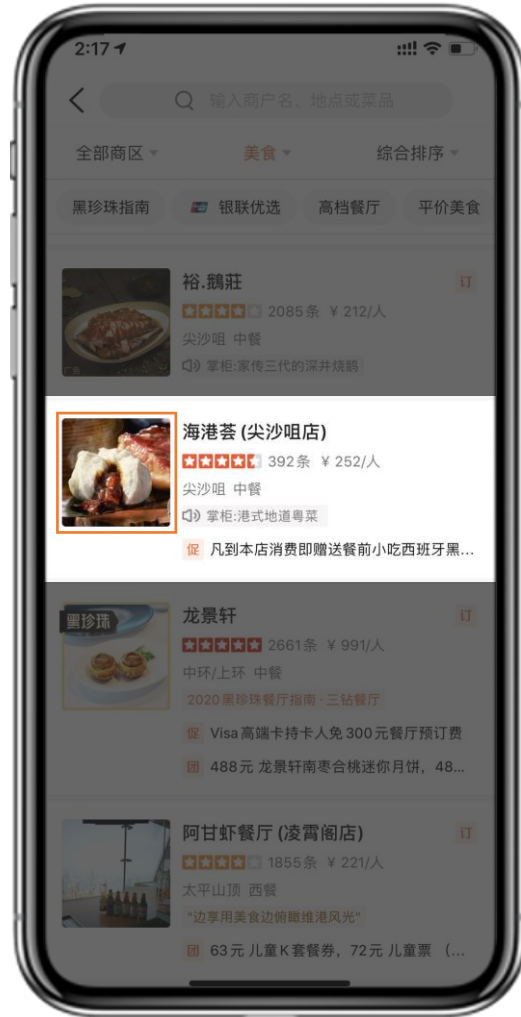 2:17
输入商户名、地点或菜品
全部商区 美食 综合排序
黑珍珠指南 银联优选 高档餐厅 平价美食
裕.鵝莊 订
2085条 ¥212/人
尖沙咀 中餐
广告 掌柜:家传三代的深井烧鹅
海港荟(尖沙咀店)
392条 ¥252/人
尖沙咀 中餐
掌柜:港式地道粤菜
促 凡到本店消费即赠送餐前小吃西班牙黑...
黑珍珠 龙景轩 订
2661条 ¥991/人
中环/上环 中餐
2020黑珍珠餐厅指南·三钻餐厅
促 Visa高端卡持卡人免300元餐厅预订费
团 488元 龙景轩南枣合桃迷你月饼，48...
阿甘虾餐厅(凌霄阁店) 订
1855条 ¥221/人
太平山顶 西餐
"边享用美食边俯瞰维港风光"
团 63元 儿童K套餐券，72元 儿童票 （...